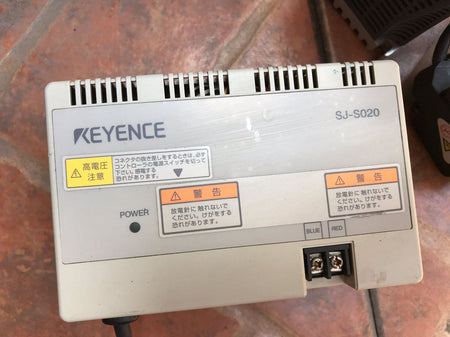 KEYENCE
SJ-S020
高電圧
注意
コネクタの抜き差しをするときは、必ず
コントローラの電源スイッチを切って
下さい。感電する
恐れがあります。
警告
放電針に触れないで
ください。けがをする
恐れがあります。
警告
放電針に触れないで
ください。けがをする
恐れがあります。
POWER
BLUE
RED